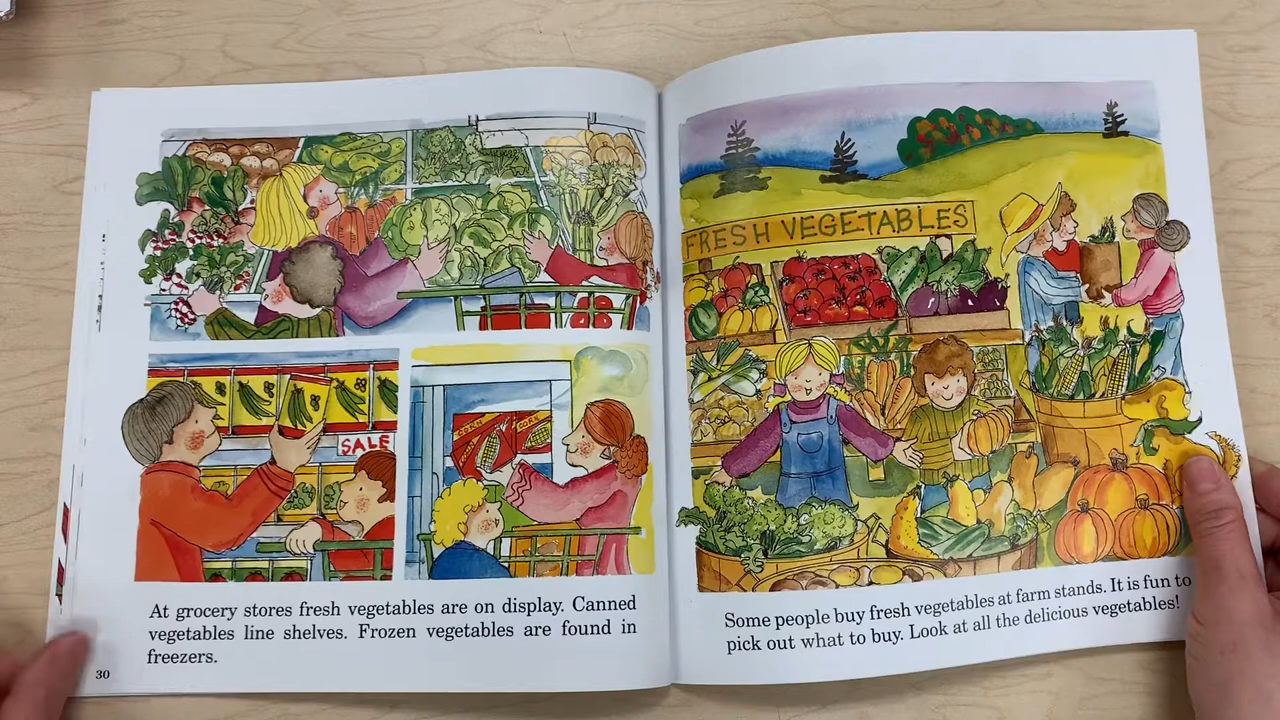 SALE
CORN
CORN
At grocery stores fresh vegetables are on display. Canned
vegetables line shelves. Frozen vegetables are found in
freezers.
30
FRESH VEGETABLES
Some people buy fresh vegetables at farm stands. It is fun to
pick out what to buy. Look at all the delicious vegetables!